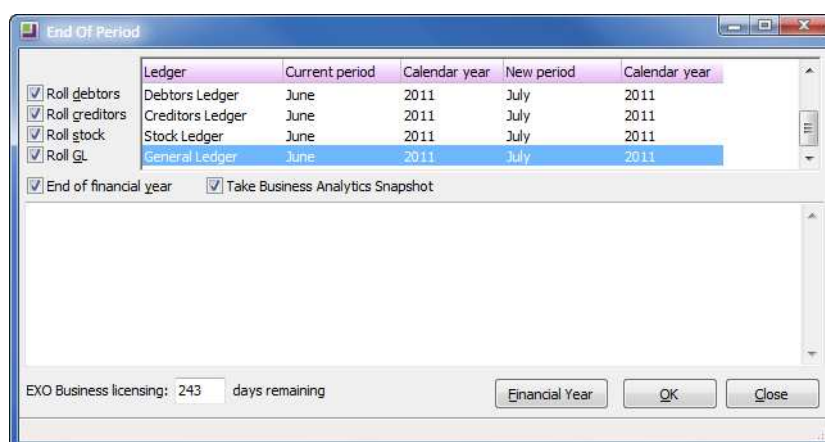 End Of Period
Ledger Current period Calendar year New period Calendar year
Roll debtors Debtors Ledger June 2011 July 2011
Roll creditors Creditors Ledger June 2011 July 2011
Roll stock Stock Ledger June 2011 July 2011
Roll GL General Ledger June 2011 July 2011
End of financial year Take Business Analytics Snapshot
EXO Business licensing: 243 days remaining Financial Year OK Close